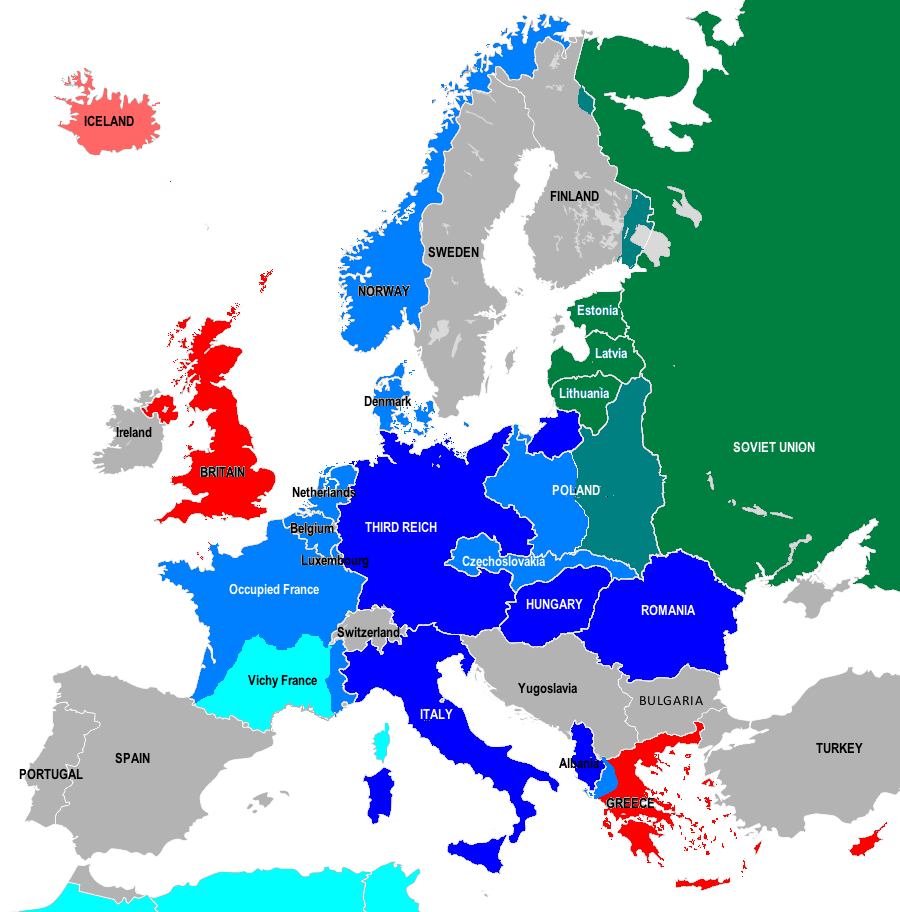 ICELAND
FINLAND
SWEDEN
NORWAY
Estonia
Latvia
Lithuania
Denmark
Ireland
SOVIET UNION
BRITAIN
Netherlands
POLAND
Belgium
THIRD REICH
Luxembourg
Czechoslovakia
Occupied France
HUNGARY
ROMANIA
Switzerland
Vichy France
Yugoslavia
BULGARIA
ITALY
TURKEY
SPAIN
Albania
PORTUGAL
GREECE